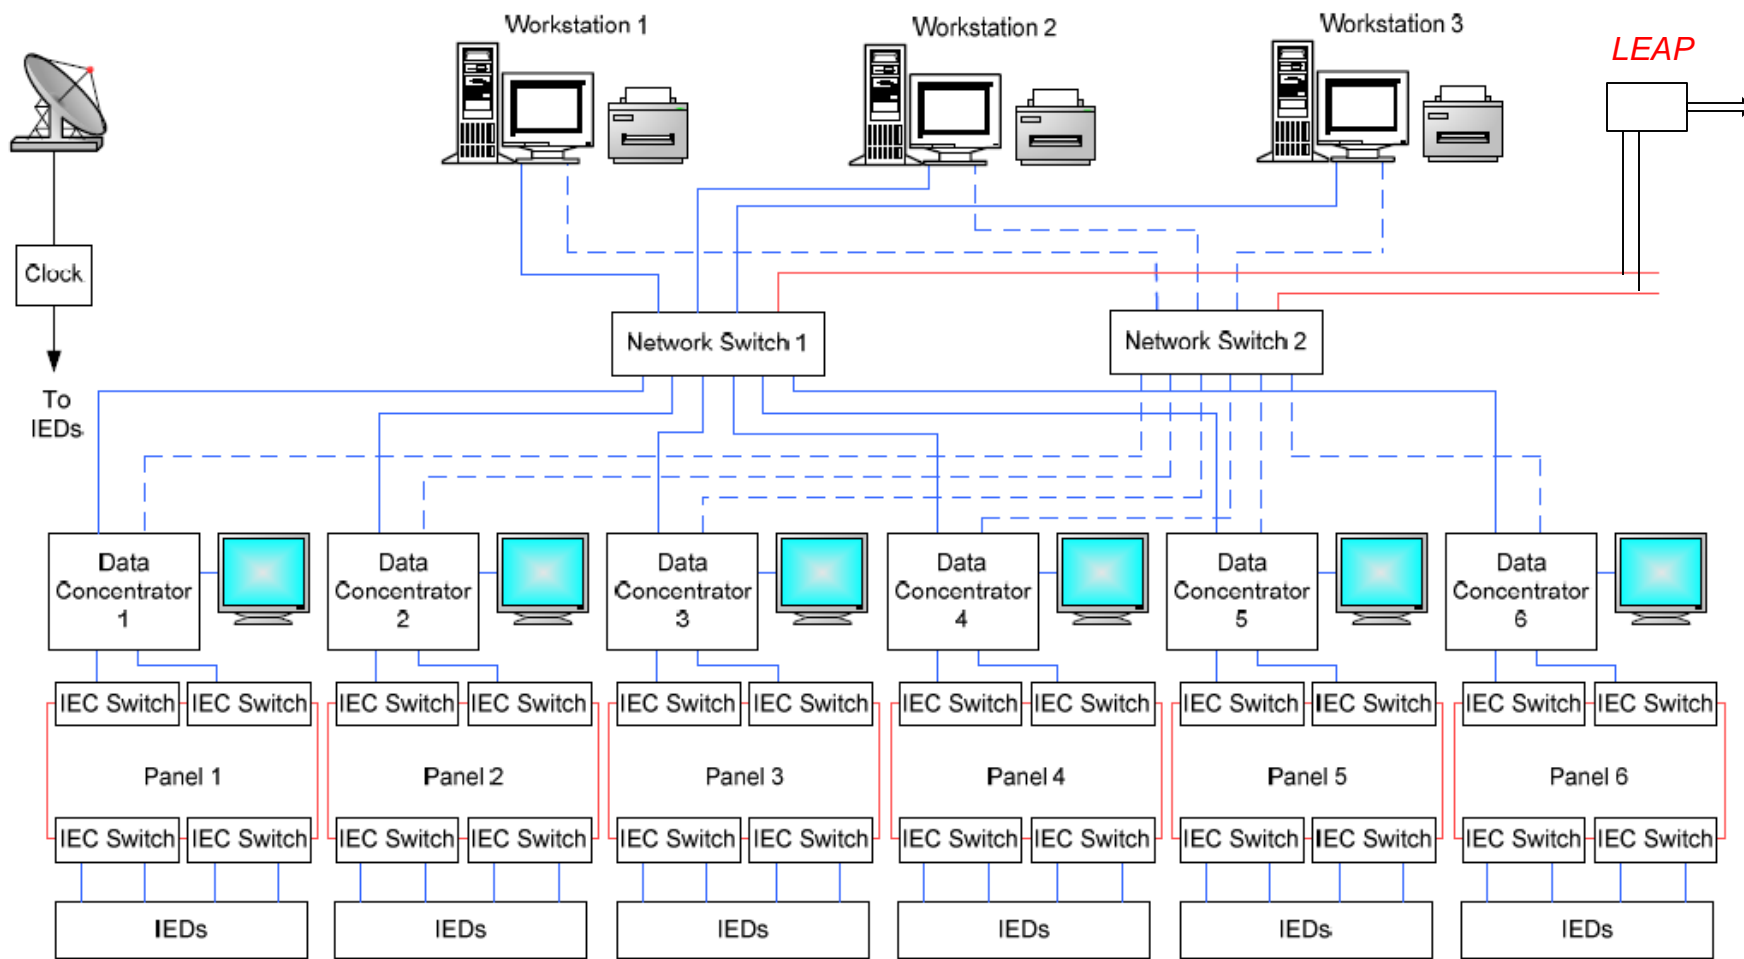 Workstation 1
Workstation 2
Workstation 3
LEAP
Clock
Network Switch 1
Network Switch 2
To
IEDs
Data
Concentrator
1
Data
Concentrator
2
Data
Concentrator
3
Data
Concentrator
4
Data
Concentrator
5
Data
Concentrator
6
IEC Switch IEC Switch IEC Switch IEC Switch IEC Switch IEC Switch IEC Switch IEC Switch IEC Switch IEC Switch IEC Switch IEC Switch
Panel 1 Panel 2 Panel 3 Panel 4 Panel 5 Panel 6
IEC Switch IEC Switch IEC Switch IEC Switch IEC Switch IEC Switch IEC Switch IEC Switch IEC Switch IEC Switch IEC Switch IEC Switch
IEDs IEDs IEDs IEDs IEDs IEDs